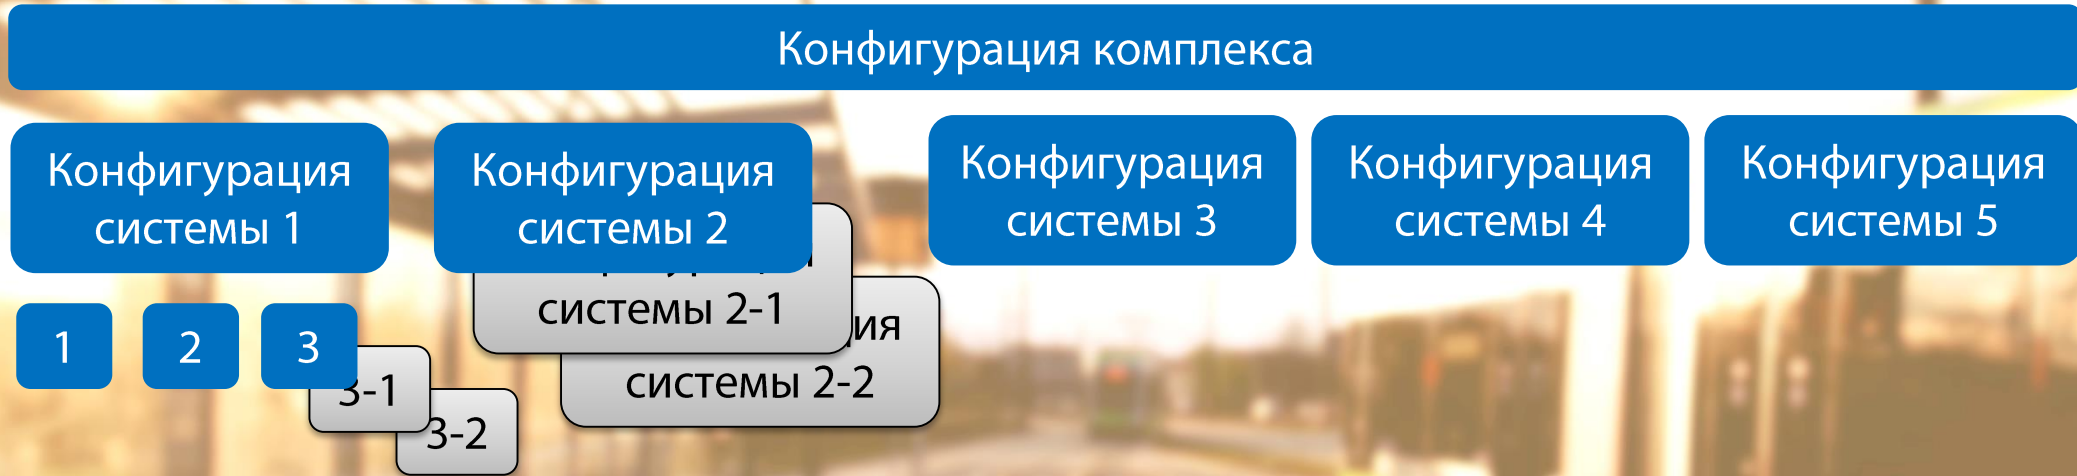 Конфигурация комплекса
Конфигурация
системы 1
Конфигурация
системы 2
Конфигурация
системы 3
Конфигурация
системы 4
Конфигурация
системы 5
системы 2-1
системы 2-2
1
2
3
3-1
3-2